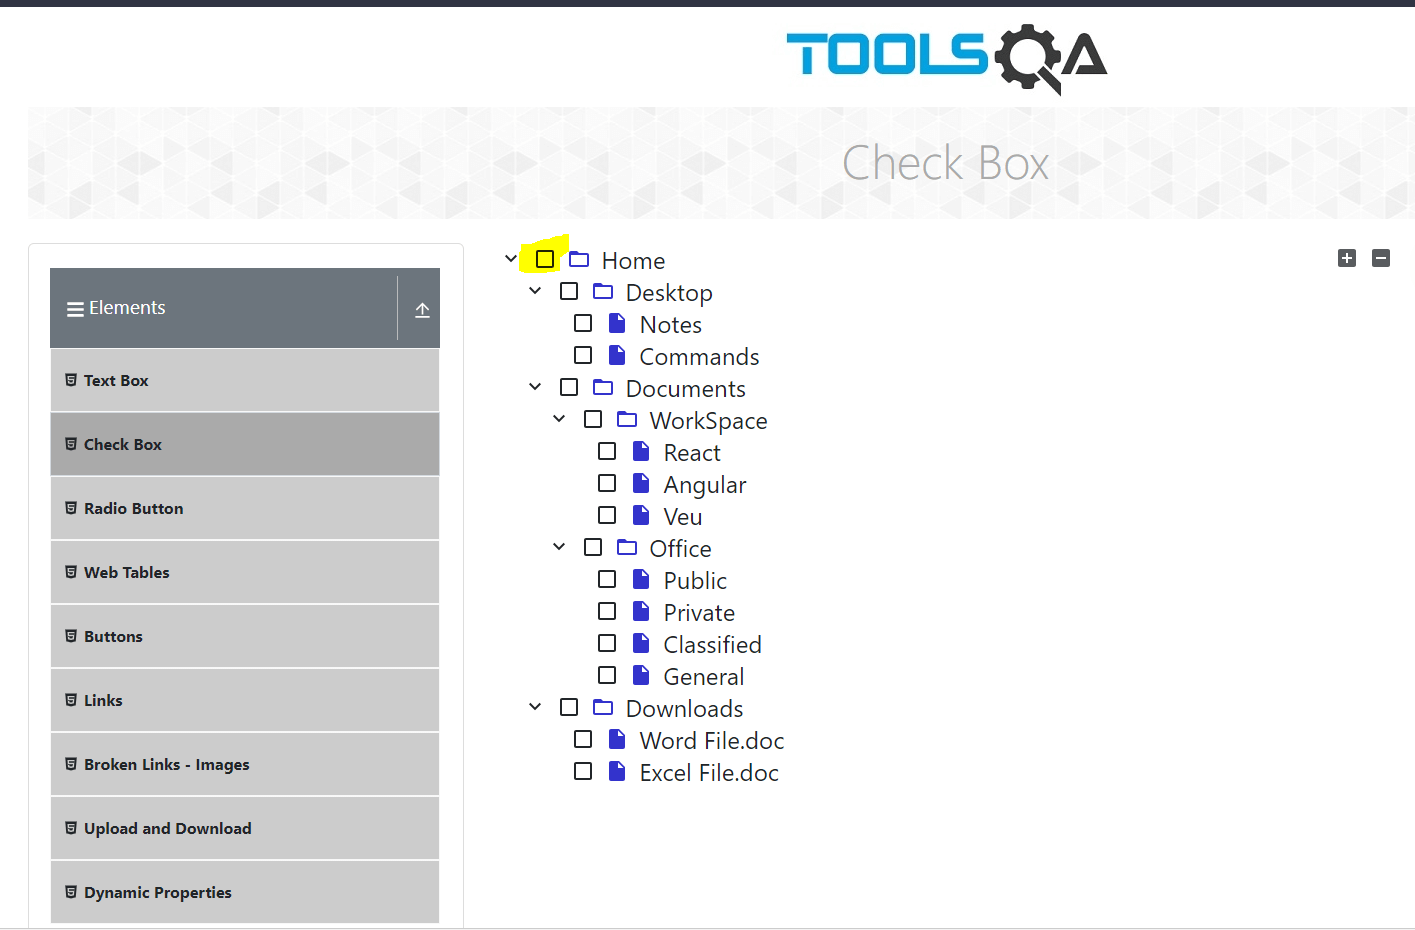 TOOLSQA
Check Box
Elements
Text Box
Check Box
Radio Button
Web Tables
Buttons
Links
Broken Links - Images
Upload and Download
Dynamic Properties
Home
Desktop
Notes
Commands
Documents
WorkSpace
React
Angular
Veu
Office
Public
Private
Classified
General
Downloads
Word File.doc
Excel File.doc